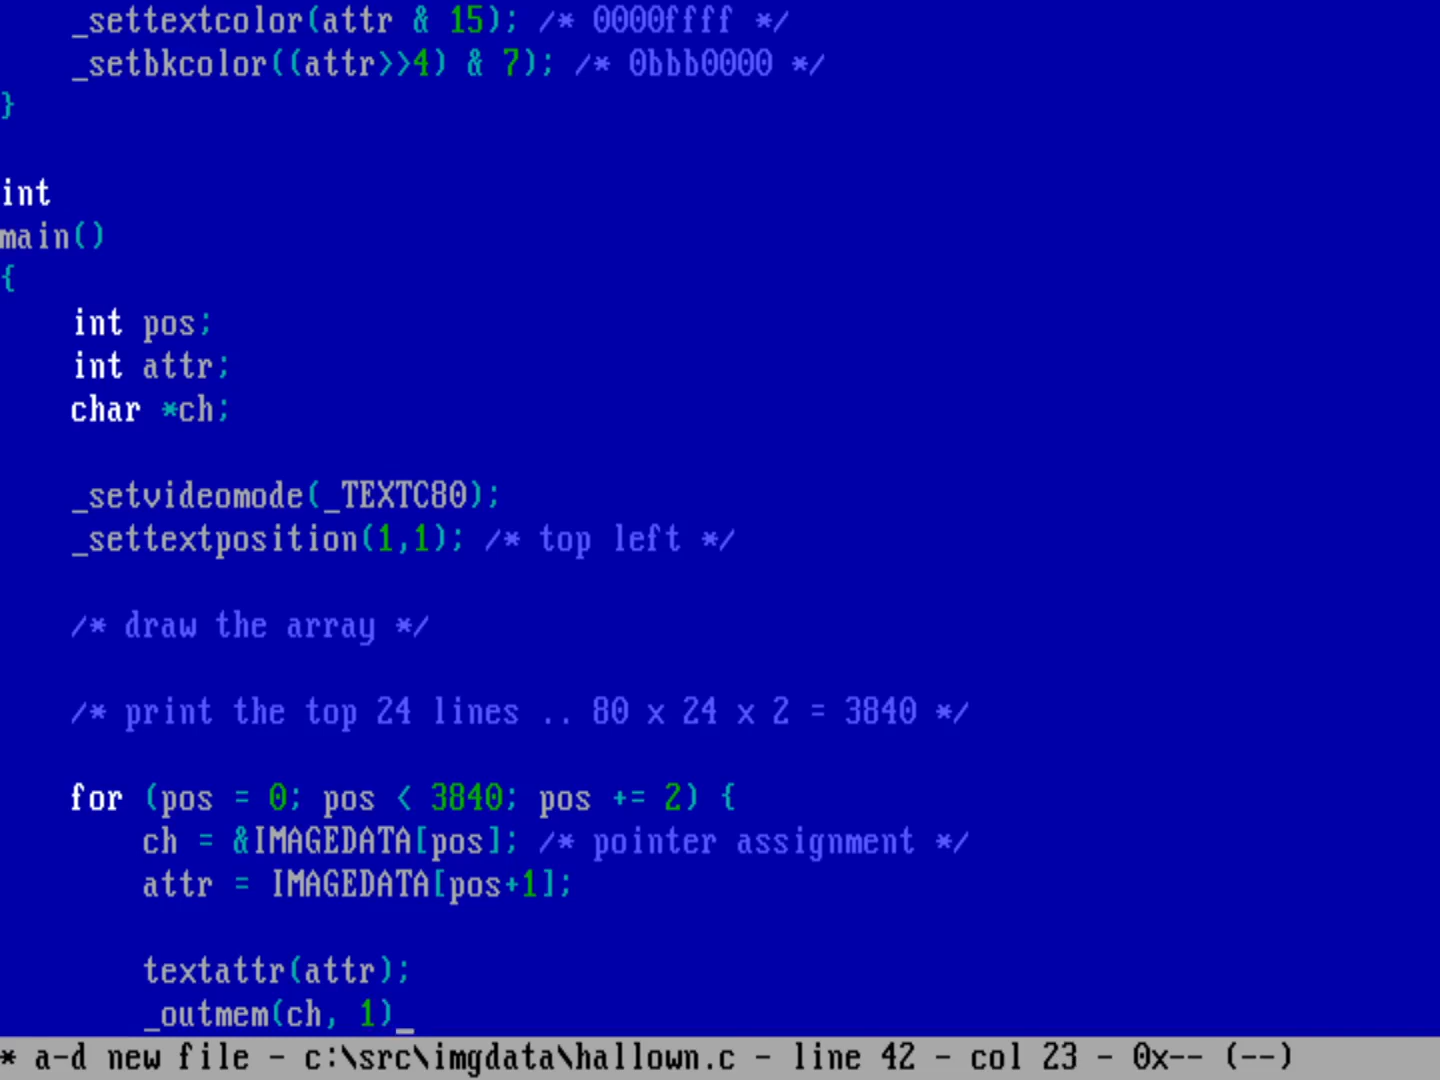 _settextcolor(attr & 15); /* 0000ffff */
_setbkcolor((attr>>4) & 7); /* 0bbb0000 */
}
int
main()
{
int pos;
int attr;
char *ch;
_setvideomode(_TEXTC80);
_settextposition(1,1); /* top left */
/* draw the array */
/* print the top 24 lines .. 80 x 24 x 2 = 3840 */
for (pos = 0; pos < 3840; pos += 2) {
ch = &IMAGEDATA[pos]; /* pointer assignment */
attr = IMAGEDATA[pos+1];
textattr(attr);
_outmem(ch, 1)_
* a-d new file - c:\src\imgdata\hallown.c - line 42 - col 23 - 0x-- (--)